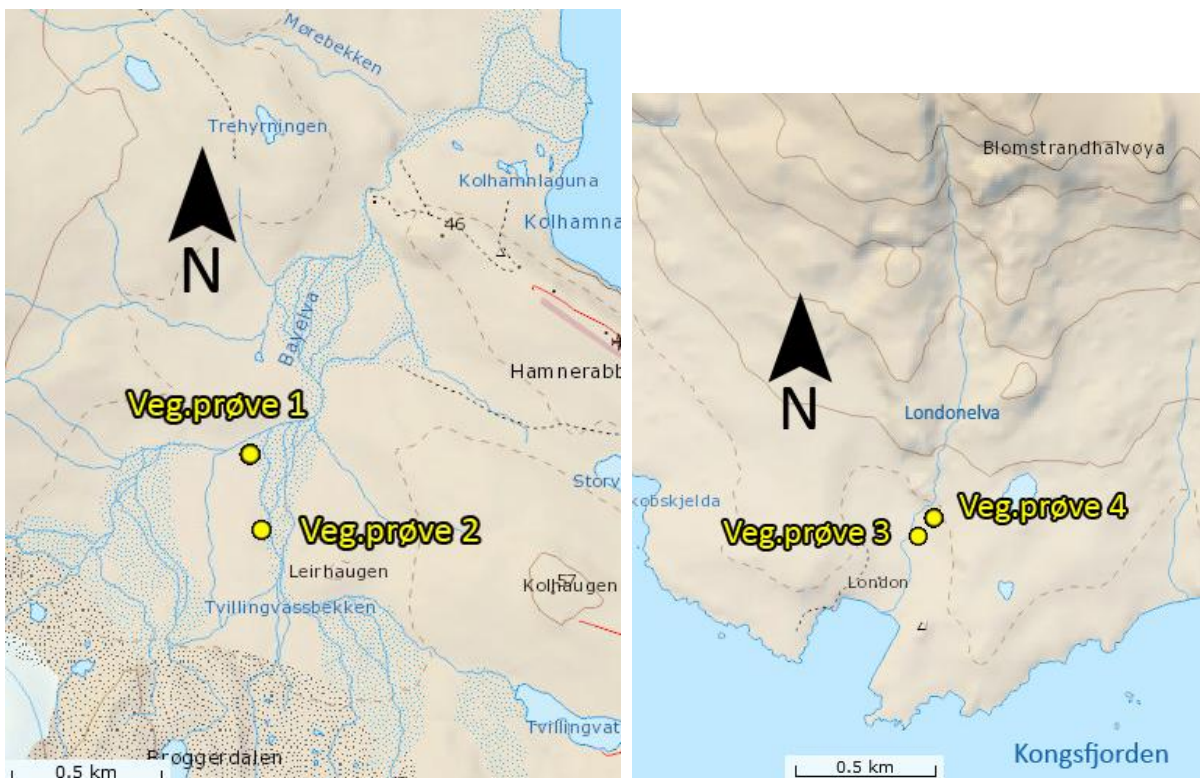 Mørebekken
Trehyrningen
Kolhamnlaguna
Kolhamna
46
N
Bayelva
Hamnerabb
Veg.prøve 1
Storv
Veg.prøve 2
Leirhaugen
57
Kolhaugen
Tvillingvassbekken
Tvillingvat
Brøggerdalen
0.5 km
Blomstrandhalvøya
N
Londonelva
kobskjelda
Veg.prøve 4
Veg.prøve 3
London
Kongsfjorden
0.5 km